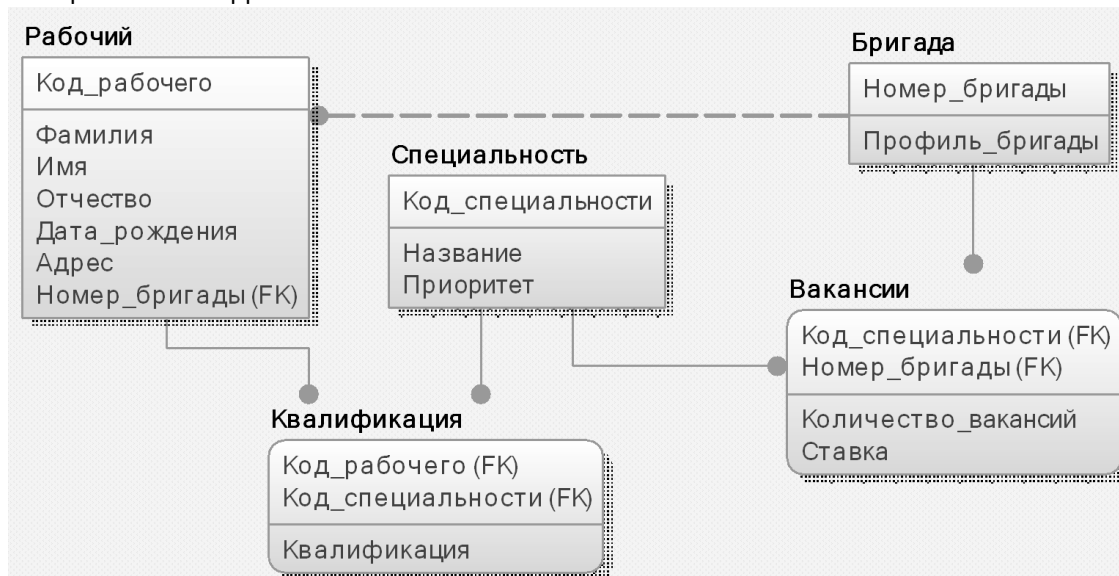 Рабочий
Код_рабочего
Фамилия
Имя
Отчество
Дата_рождения
Адрес
Номер_бригады (FK)
Специальность
Код_специальности
Название
Приоритет
Бригада
Номер_бригады
Профиль_бригады
Вакансии
Код_специальности (FK)
Номер_бригады (FK)
Количество_вакансий
Ставка
Квалификация
Код_рабочего (FK)
Код_специальности (FK)
Квалификация